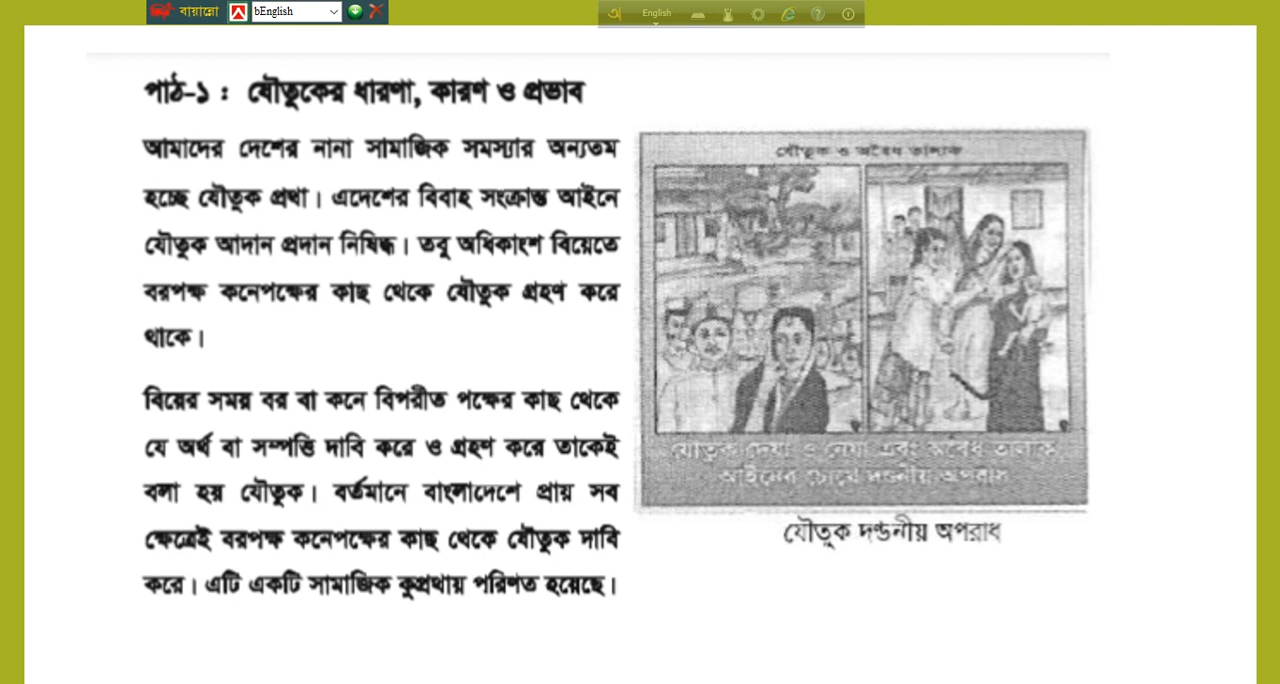 বায়ান্নো
bEnglish
অ
English
পাঠ-১ : যৌতুকের ধারণা, কারণ ও প্রভাব
আমাদের দেশের নানা সামাজিক সমস্যার অন্যতম
হচ্ছে যৌতুক প্রথা। এদেশের বিবাহ সংক্রান্ত আইনে
যৌতুক আদান প্রদান নিষিদ্ধ। তবু অধিকাংশ বিয়েতে
বরপক্ষ কনেপক্ষের কাছ থেকে যৌতুক গ্রহণ করে
থাকে।
বিয়ের সময় বর বা কনে বিপরীত পক্ষের কাছ থেকে
যে অর্থ বা সম্পত্তি দাবি করে ও গ্রহণ করে তাকেই
বলা হয় যৌতুক। বর্তমানে বাংলাদেশে প্রায় সব
ক্ষেত্রেই বরপক্ষ কনেপক্ষের কাছ থেকে যৌতুক দাবি
করে। এটি একটি সামাজিক কুপ্রথায় পরিণত হয়েছে।
যৌতুক ও অবৈধ তালাক
যৌতুক দেয়া ও নেয়া এবং অবৈধ তালাক
আইনের চোখে দন্ডনীয় অপরাধ
যৌতুক দণ্ডনীয় অপরাধ